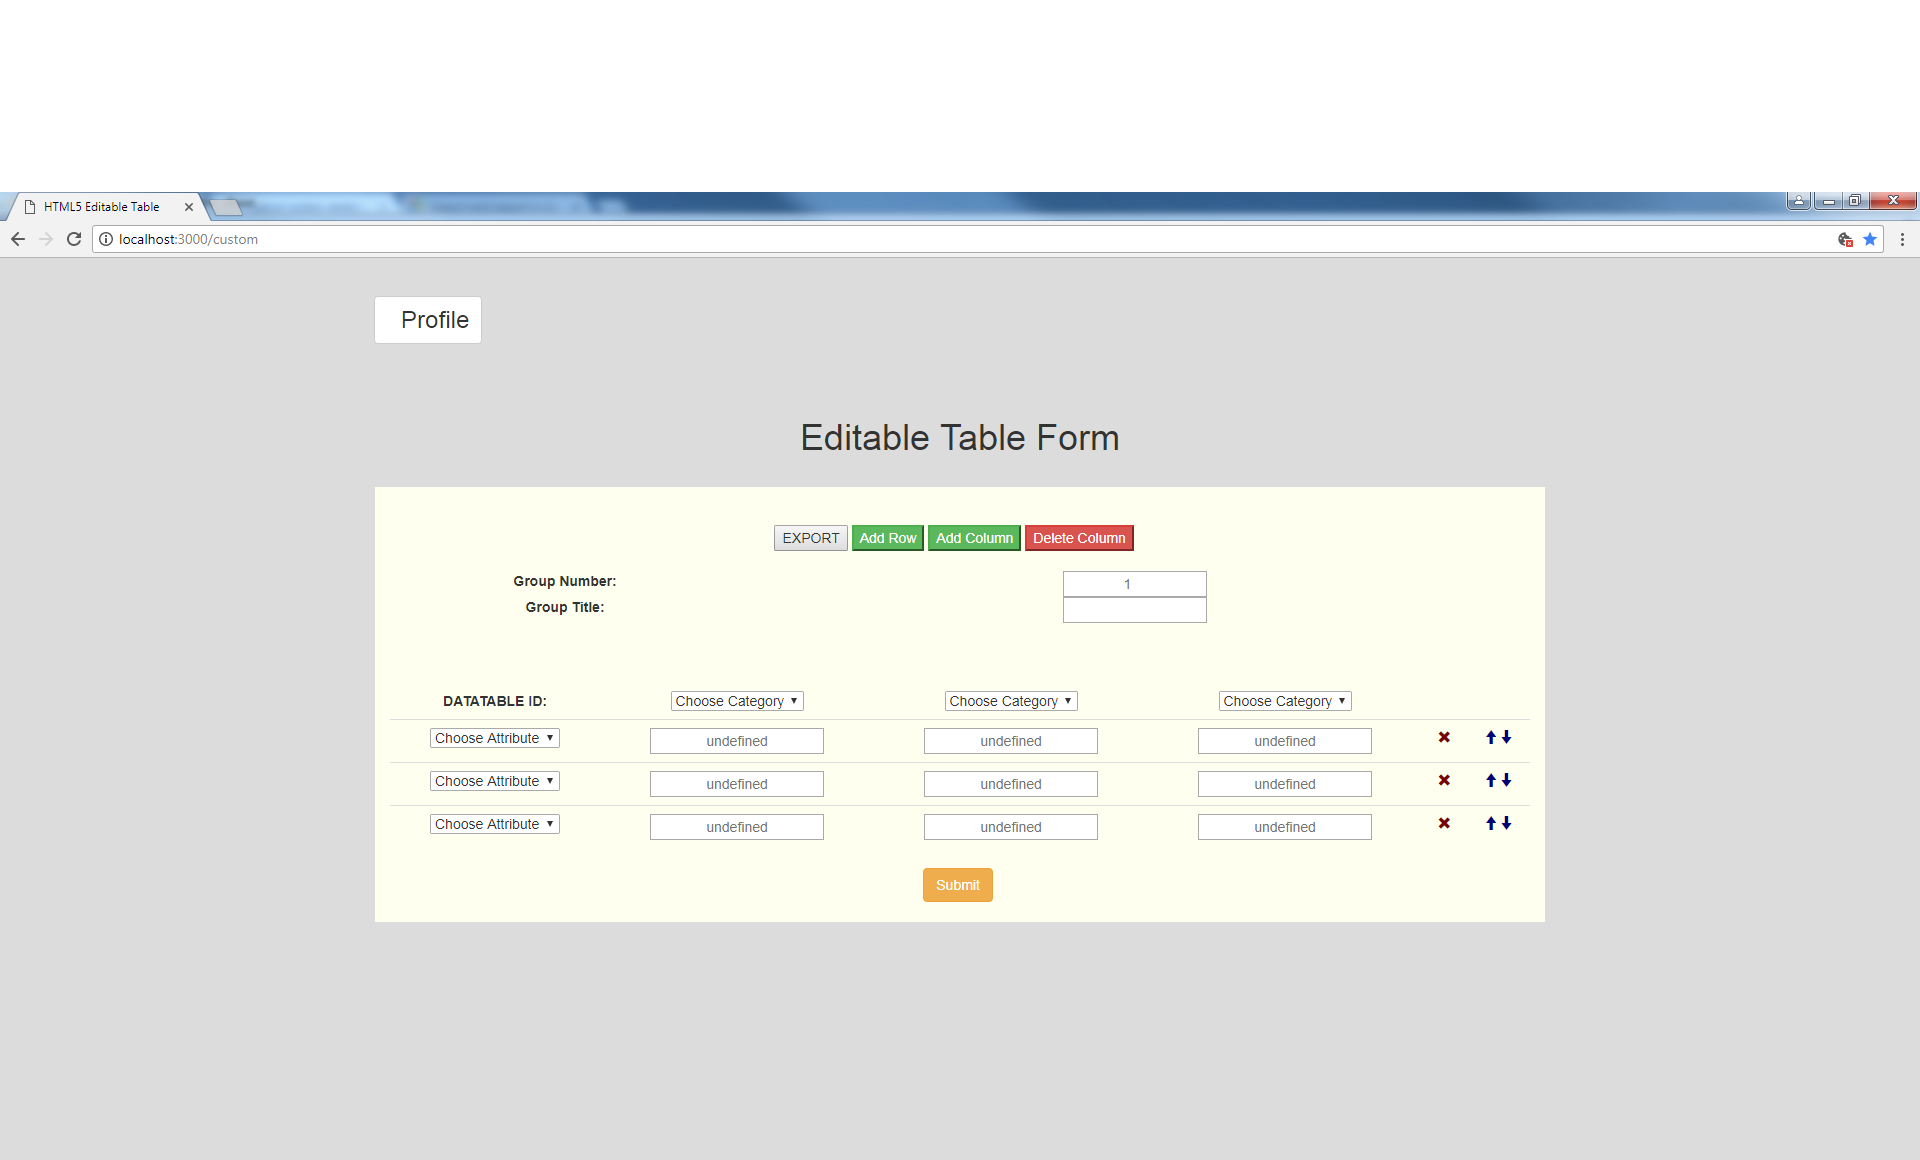 HTML5 Editable Table
localhost:3000/custom
Profile
Editable Table Form
EXPORT Add Row Add Column Delete Column
Group Number: 1
Group Title:
DATATABLE ID: Choose Category Choose Category Choose Category
Choose Attribute undefined undefined undefined
Choose Attribute undefined undefined undefined
Choose Attribute undefined undefined undefined
Submit